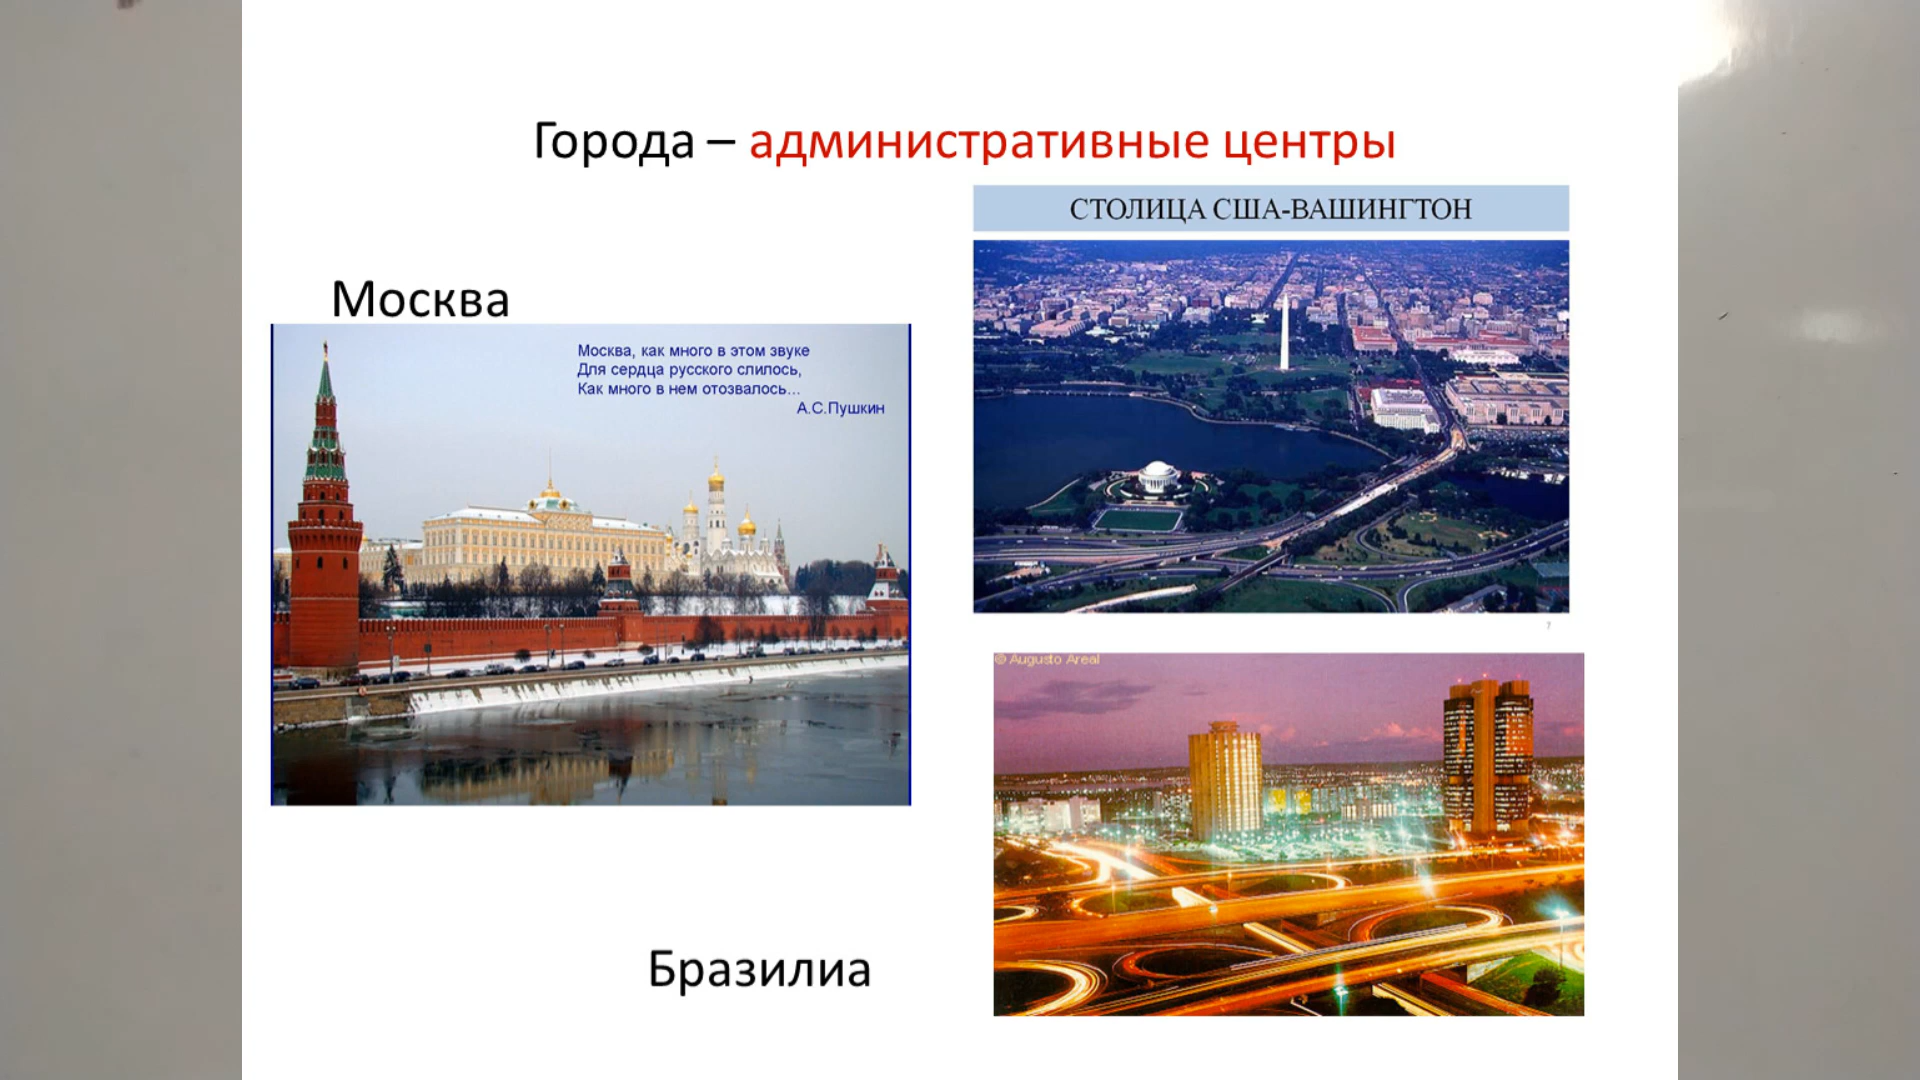 Города – административные центры
СТОЛИЦА США-ВАШИНГТОН
Москва
Москва, как много в этом звуке
Для сердца русского слилось,
Как много в нем отозвалось...
А.С.Пушкин
7
© Augusto Areal
Бразилиа